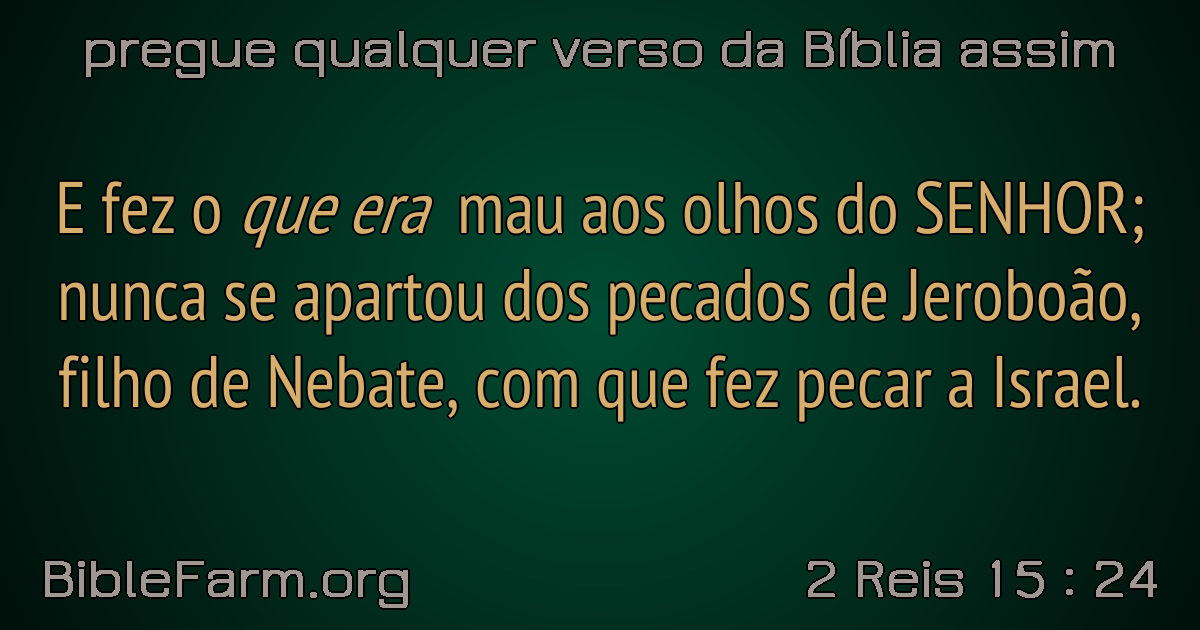 pregue qualquer verso da Bíblia assim
E fez o que era mau aos olhos do SENHOR;
nunca se apartou dos pecados de Jeroboão,
filho de Nebate, com que fez pecar a Israel.
BibleFarm.org
2 Reis 15 : 24